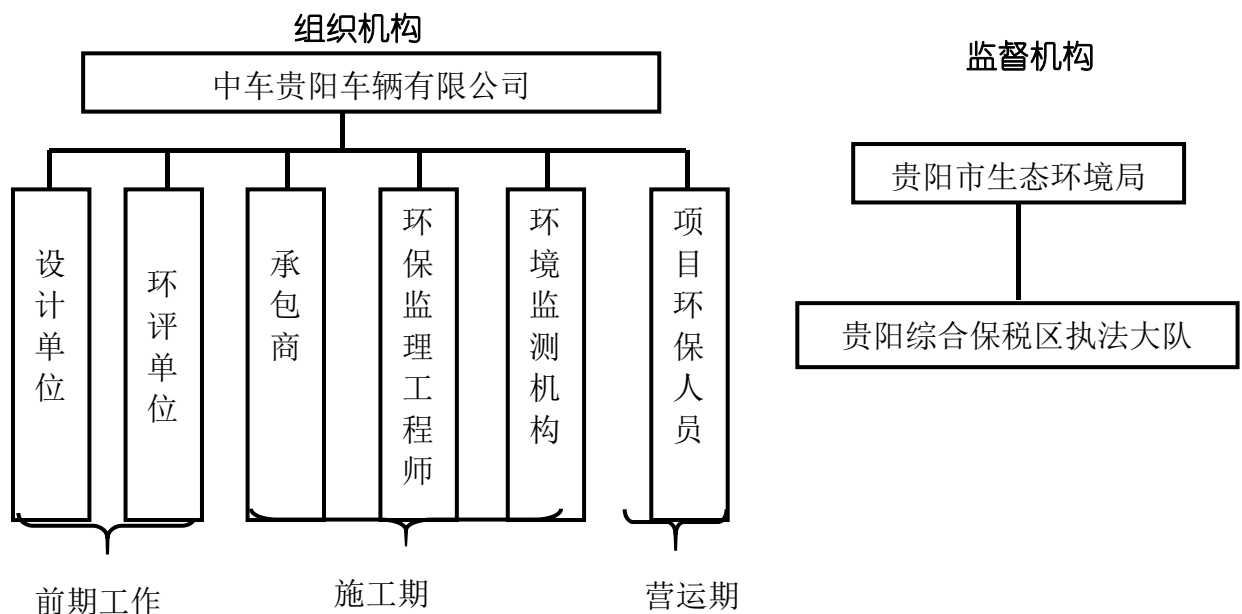 组织机构
中车贵阳车辆有限公司
设计单位
环评单位
承包商
环保监理工程师
环境监测机构
项目环保人员
前期工作
施工期
营运期
监督机构
贵阳市生态环境局
贵阳综合保税区执法大队